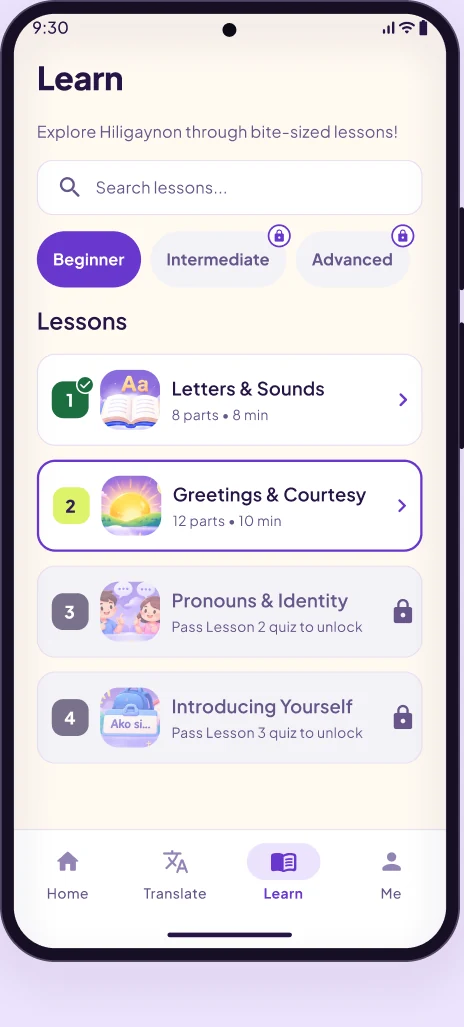 9:30
Learn
Explore Hiligaynon through bite-sized lessons!
Search lessons...
Beginner
Intermediate
Advanced
Lessons
1
Aa
Letters & Sounds
8 parts • 8 min
2
Greetings & Courtesy
12 parts • 10 min
3
Pronouns & Identity
Pass Lesson 2 quiz to unlock
4
Ako si...
Introducing Yourself
Pass Lesson 3 quiz to unlock
Home
Translate
Learn
Me